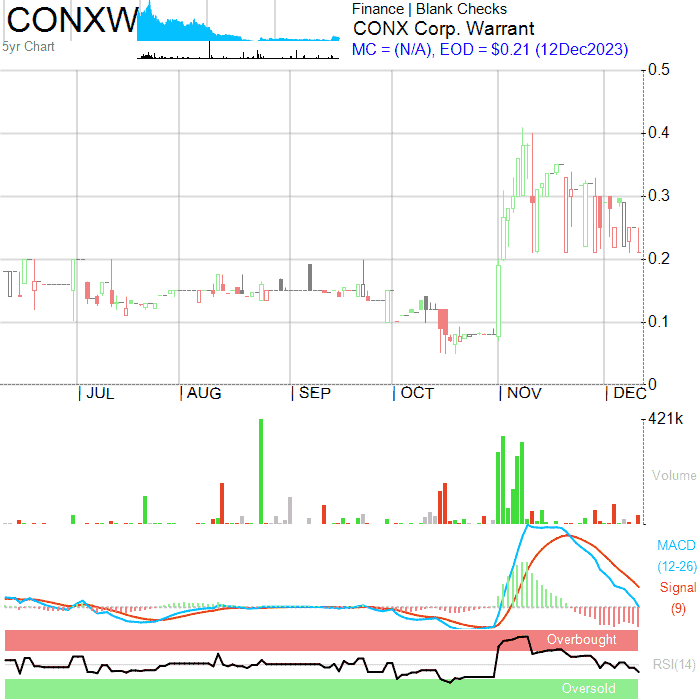 CONXW
5yr Chart
Finance | Blank Checks
CONX Corp. Warrant
MC = (N/A), EOD = $0.21 (12Dec2023)
0.5
0.4
0.3
0.2
0.1
0
| JUL | AUG | SEP | OCT | NOV | DEC
421k
Volume
MACD
(12-26)
Signal
(9)
Overbought
RSI(14)
Oversold